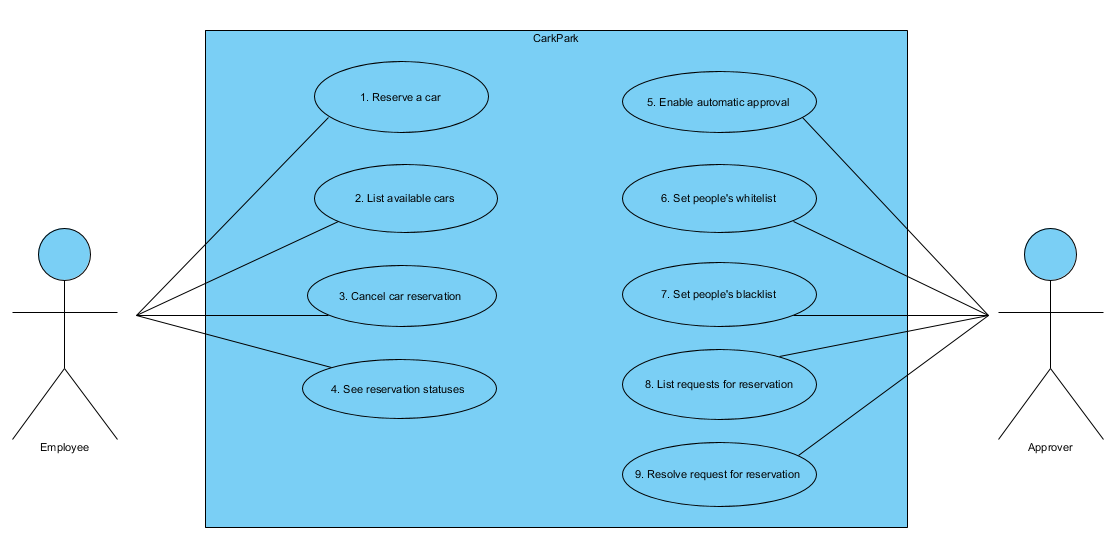 CarkPark
1. Reserve a car
2. List available cars
3. Cancel car reservation
4. See reservation statuses
5. Enable automatic approval
6. Set people's whitelist
7. Set people's blacklist
8. List requests for reservation
9. Resolve request for reservation
Employee
Approver